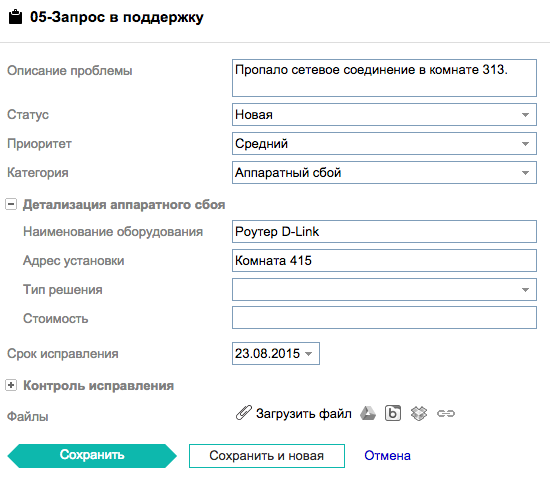 05-Запрос в поддержку
Описание проблемы Пропало сетевое соединение в комнате 313.
Статус Новая
Приоритет Средний
Категория Аппаратный сбой
Детализация аппаратного сбоя
Наименование оборудования Роутер D-Link
Адрес установки Комната 415
Тип решения
Стоимость
Срок исправления 23.08.2015
Контроль исправления
Файлы Загрузить файл
Сохранить Сохранить и новая Отмена